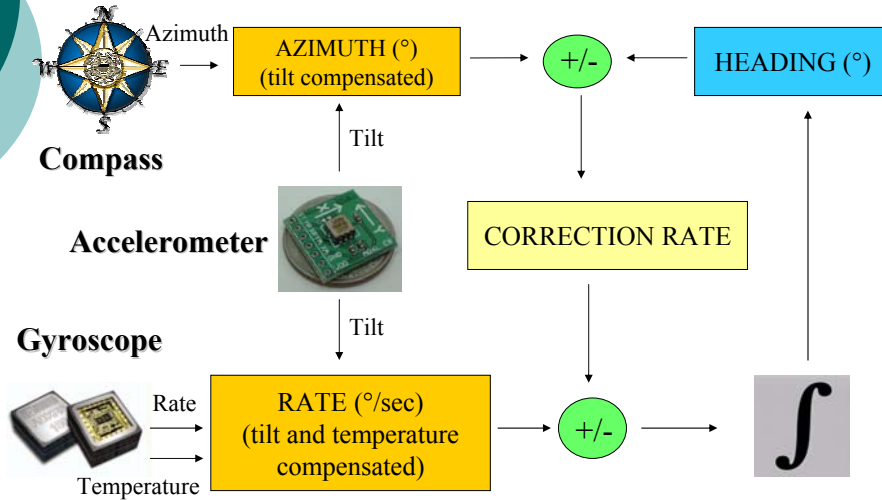 N
W
E
S
Azimuth
AZIMUTH (°)
(tilt compensated)
+/-
HEADING (°)
Compass
Tilt
Accelerometer
CORRECTION RATE
Tilt
Gyroscope
Rate
Temperature
RATE (°/sec)
(tilt and temperature
compensated)
+/-
∫